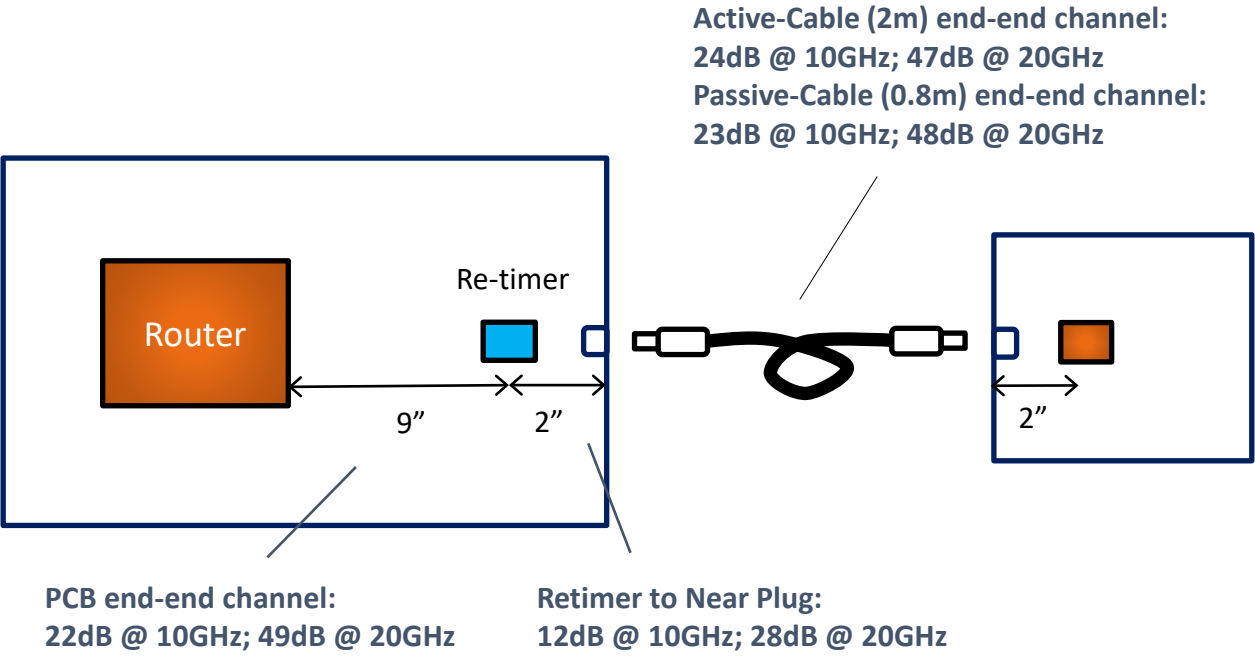 Active-Cable (2m) end-end channel:
24dB @ 10GHz; 47dB @ 20GHz
Passive-Cable (0.8m) end-end channel:
23dB @ 10GHz; 48dB @ 20GHz
Re-timer
Router
9”
2”
2”
PCB end-end channel:
22dB @ 10GHz; 49dB @ 20GHz
Retimer to Near Plug:
12dB @ 10GHz; 28dB @ 20GHz